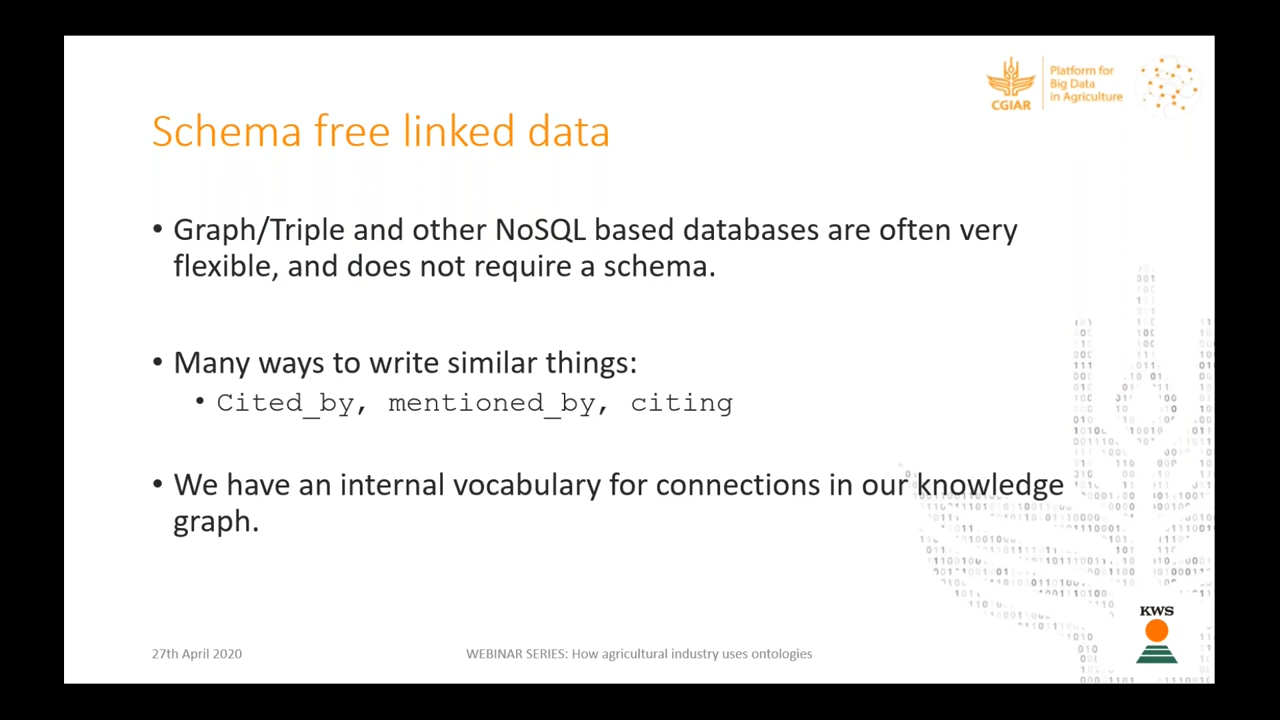 CGIAR
Platform for
Big Data
in Agriculture
Schema free linked data
• Graph/Triple and other NoSQL based databases are often very
flexible, and does not require a schema.
• Many ways to write similar things:
• Cited_by, mentioned_by, citing
• We have an internal vocabulary for connections in our knowledge
graph.
KWS
27th April 2020
WEBINAR SERIES: How agricultural industry uses ontologies